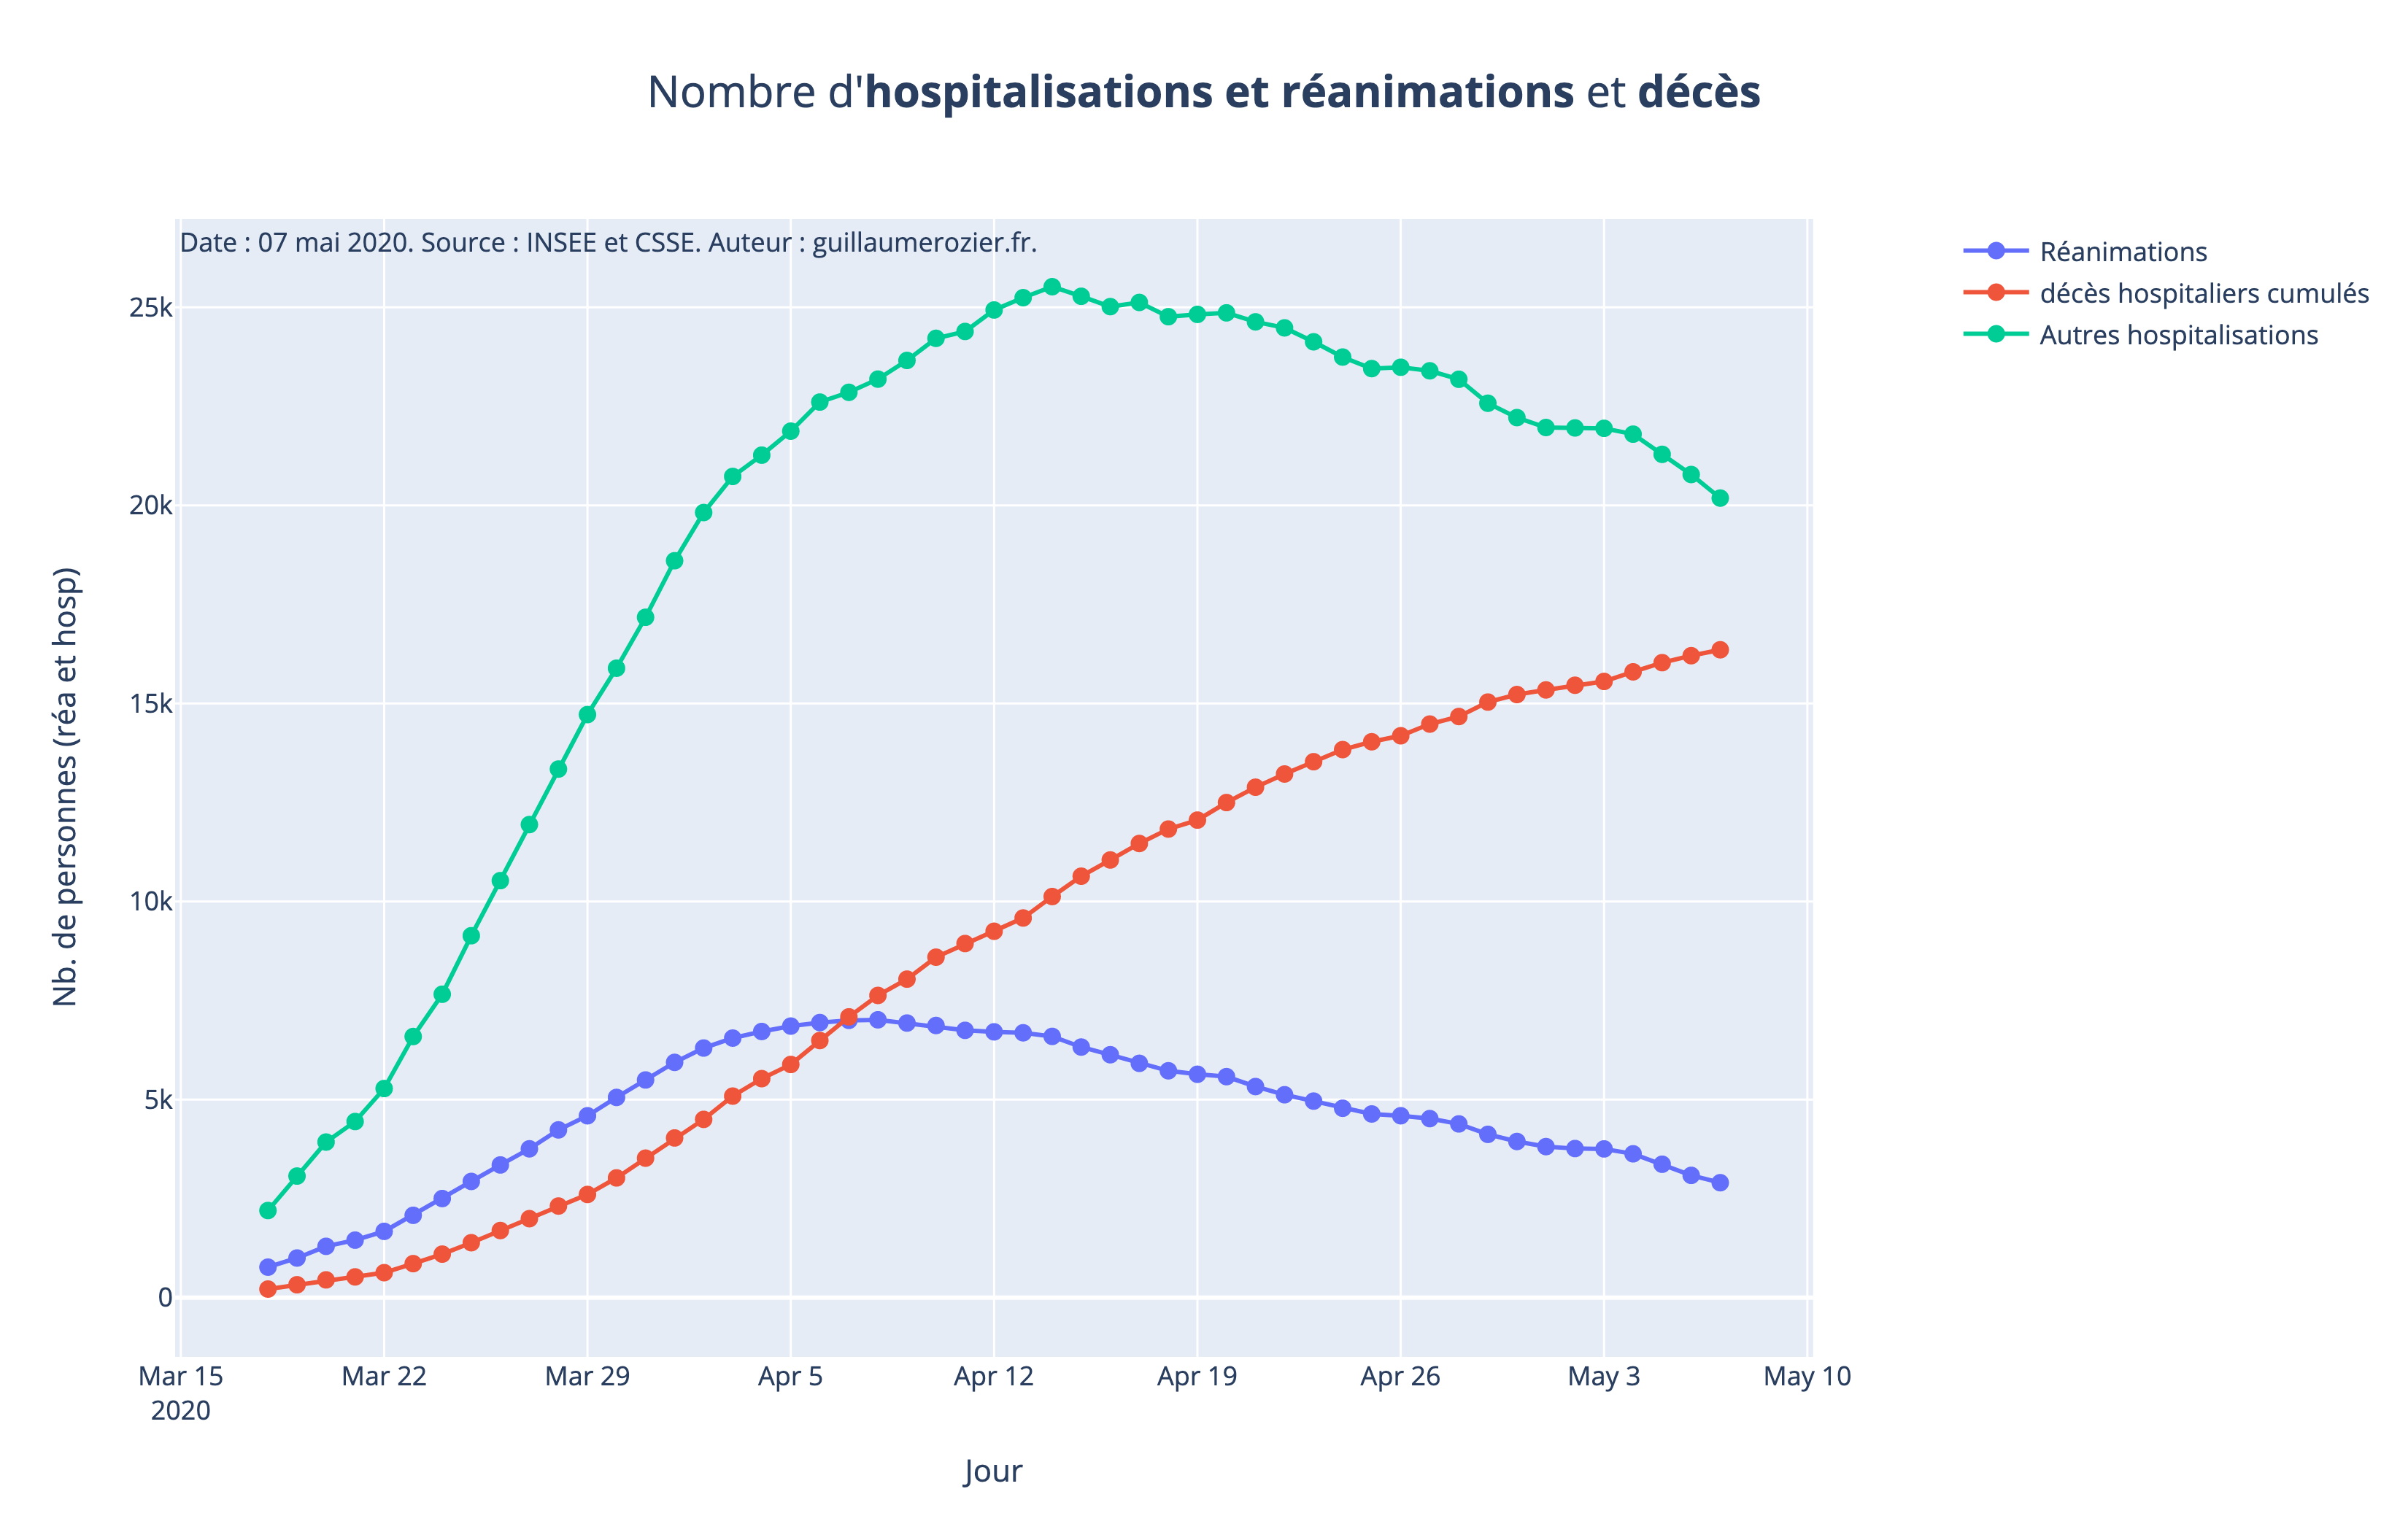 Nombre d'hospitalisations et réanimations et décès
Date : 07 mai 2020. Source : INSEE et CSSE. Auteur : guillaumerozier.fr.
Réanimations
décès hospitaliers cumulés
Autres hospitalisations
Nb. de personnes (réa et hosp)
25k
20k
15k
10k
5k
0
Mar 15 Mar 22 Mar 29 Apr 5 Apr 12 Apr 19 Apr 26 May 3 May 10
2020
Jour